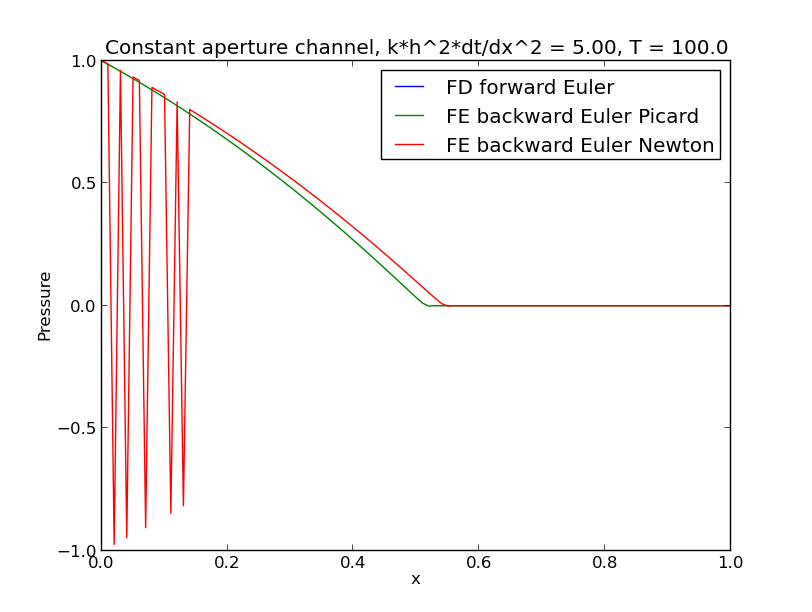 Constant aperture channel, k*h^2*dt/dx^2 = 5.00, T = 100.0
FD forward Euler
FE backward Euler Picard
FE backward Euler Newton
1.0
0.5
0.0
−0.5
−1.0
Pressure
0.0 0.2 0.4 0.6 0.8 1.0
x